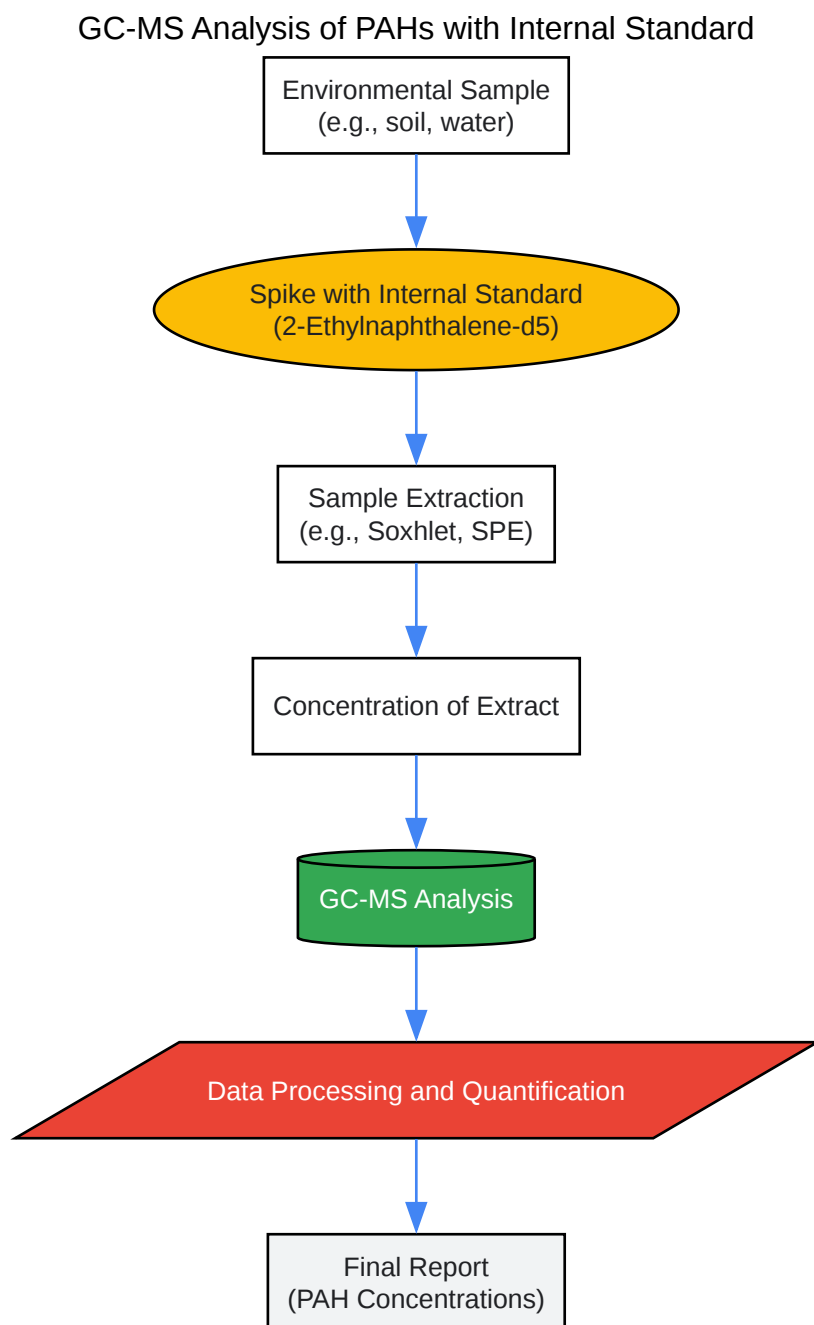 GC-MS Analysis of PAHs with Internal Standard
Environmental Sample
(e.g., soil, water)
Spike with Internal Standard
(2-Ethylnaphthalene-d5)
Sample Extraction
(e.g., Soxhlet, SPE)
Concentration of Extract
GC-MS Analysis
Data Processing and Quantification
Final Report
(PAH Concentrations)